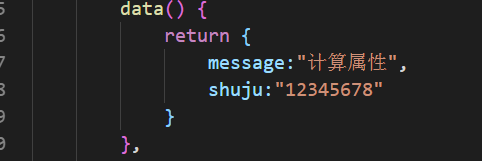 data() {
return {
message:"计算属性",
shuju:"12345678"
}
},